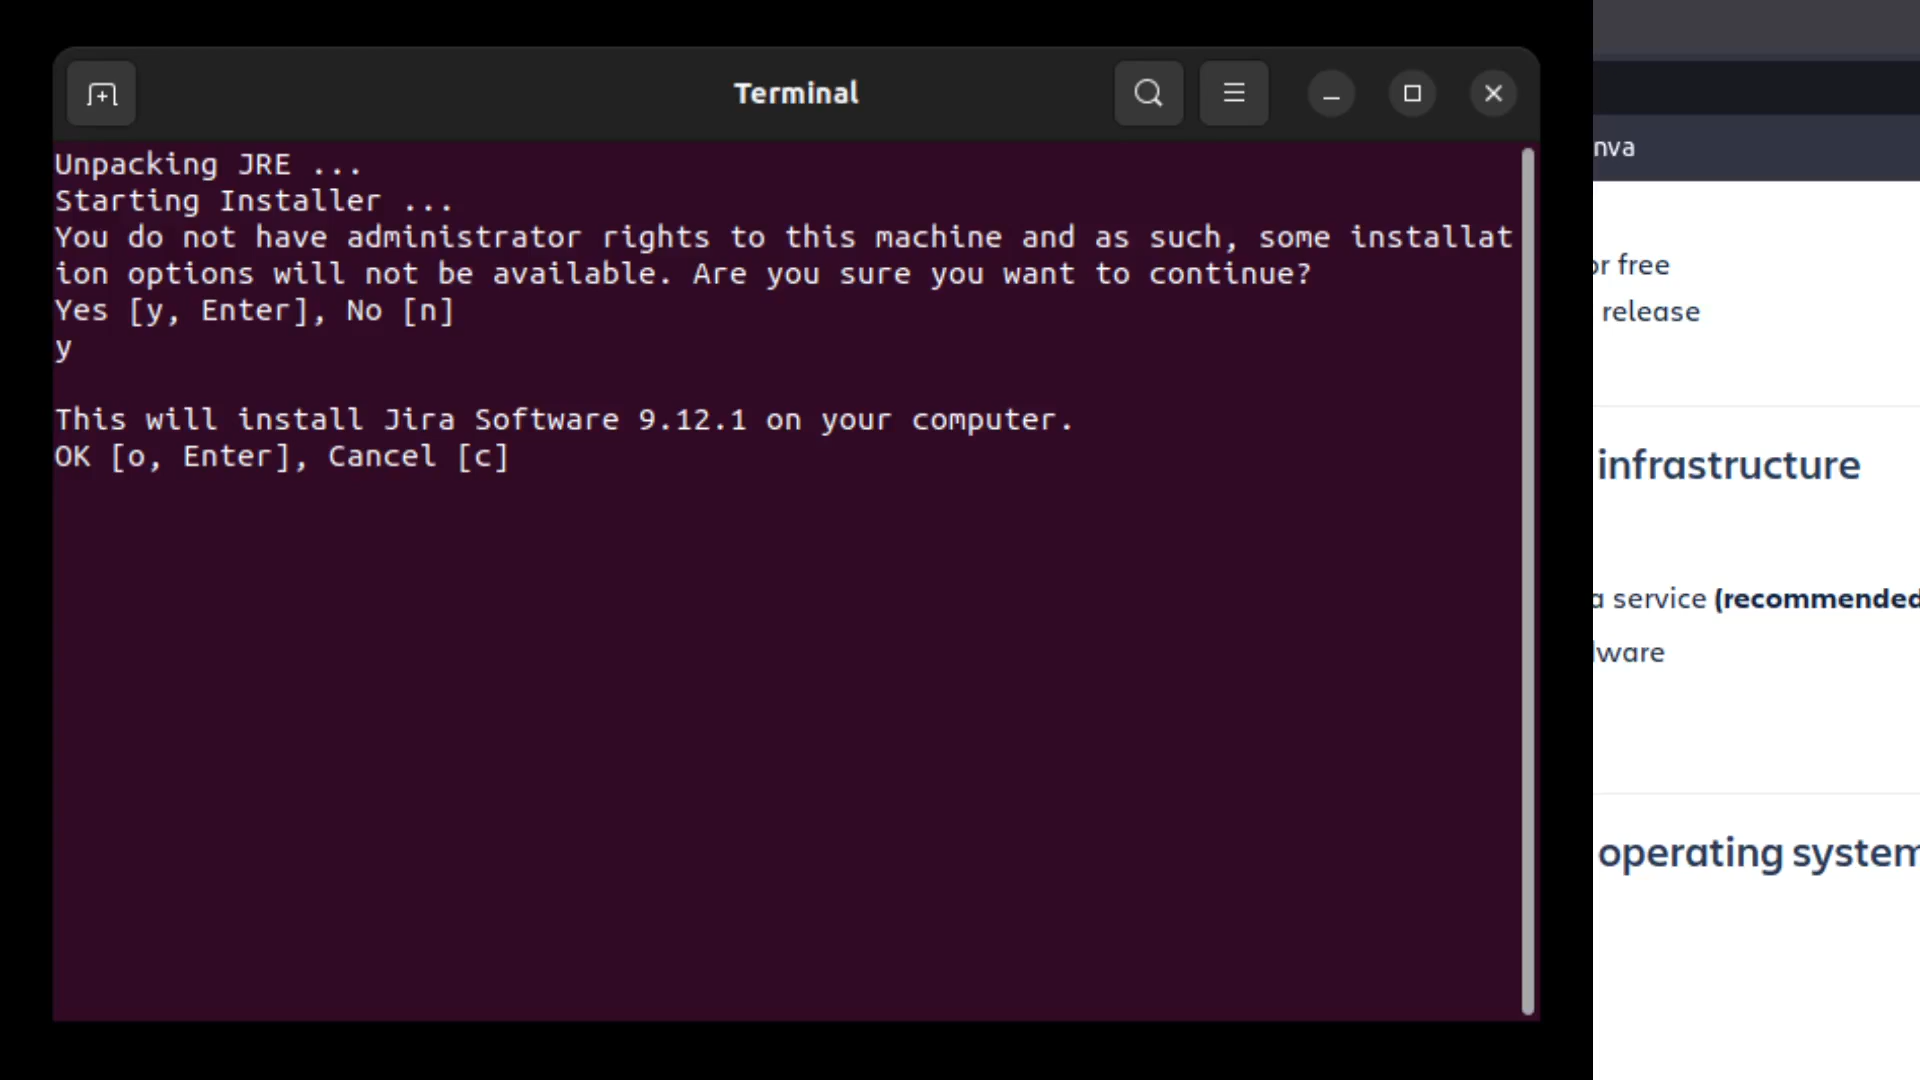 Terminal
Unpacking JRE ...
Starting Installer ...
You do not have administrator rights to this machine and as such, some installat
ion options will not be available. Are you sure you want to continue?
Yes [y, Enter], No [n]
y
This will install Jira Software 9.12.1 on your computer.
OK [o, Enter], Cancel [c]
nva
or free
release
infrastructure
a service (recommended
operating system